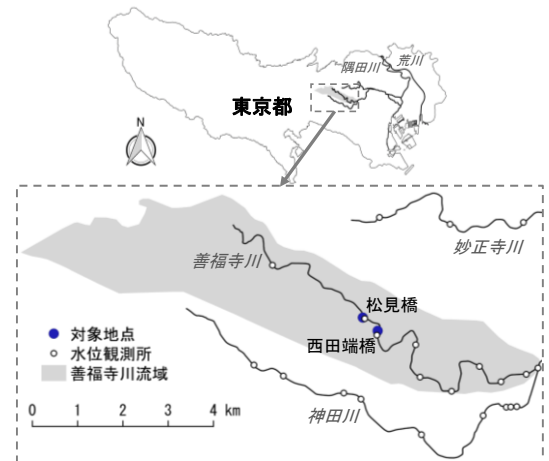 隅田川
荒川
東京都
N
妙正寺川
善福寺川
松見橋
西田端橋
対象地点
水位観測所
善福寺川流域
0 1 2 3 4 km
神田川